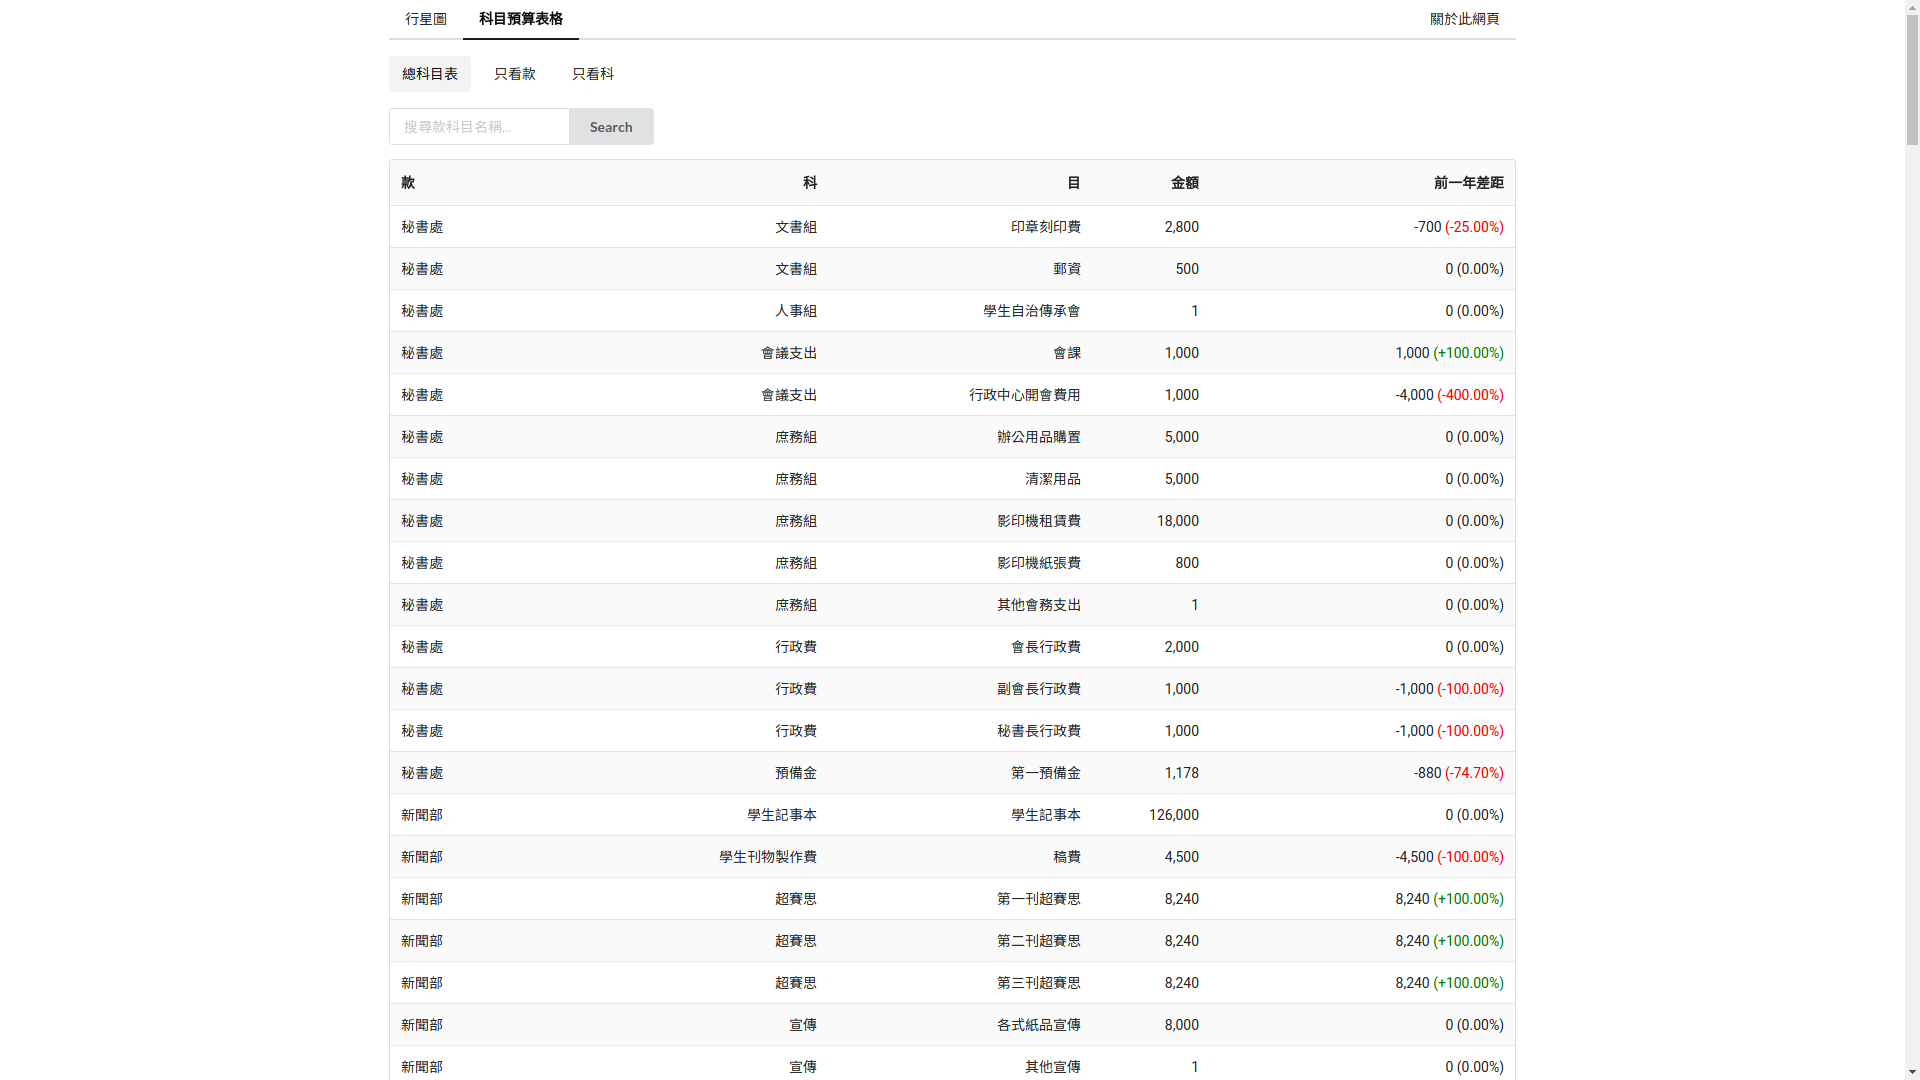 行星圖 科目預算表格 關於此網頁
總科目表 只看款 只看科
搜尋款科目名稱... Search
款 科 目 金額 前一年差距
秘書處 文書組 印章刻印費 2,800 -700 (-25.00%)
秘書處 文書組 郵資 500 0 (0.00%)
秘書處 人事組 學生自治傳承會 1 0 (0.00%)
秘書處 會議支出 會課 1,000 1,000 (+100.00%)
秘書處 會議支出 行政中心開會費用 1,000 -4,000 (-400.00%)
秘書處 庶務組 辦公用品購置 5,000 0 (0.00%)
秘書處 庶務組 清潔用品 5,000 0 (0.00%)
秘書處 庶務組 影印機租賃費 18,000 0 (0.00%)
秘書處 庶務組 影印機紙張費 800 0 (0.00%)
秘書處 庶務組 其他會務支出 1 0 (0.00%)
秘書處 行政費 會長行政費 2,000 0 (0.00%)
秘書處 行政費 副會長行政費 1,000 -1,000 (-100.00%)
秘書處 行政費 秘書長行政費 1,000 -1,000 (-100.00%)
秘書處 預備金 第一預備金 1,178 -880 (-74.70%)
新聞部 學生記事本 學生記事本 126,000 0 (0.00%)
新聞部 學生刊物製作費 稿費 4,500 -4,500 (-100.00%)
新聞部 超賽思 第一刊超賽思 8,240 8,240 (+100.00%)
新聞部 超賽思 第二刊超賽思 8,240 8,240 (+100.00%)
新聞部 超賽思 第三刊超賽思 8,240 8,240 (+100.00%)
新聞部 宣傳 各式紙品宣傳 8,000 0 (0.00%)
新聞部 宣傳 其他宣傳 1 0 (0.00%)